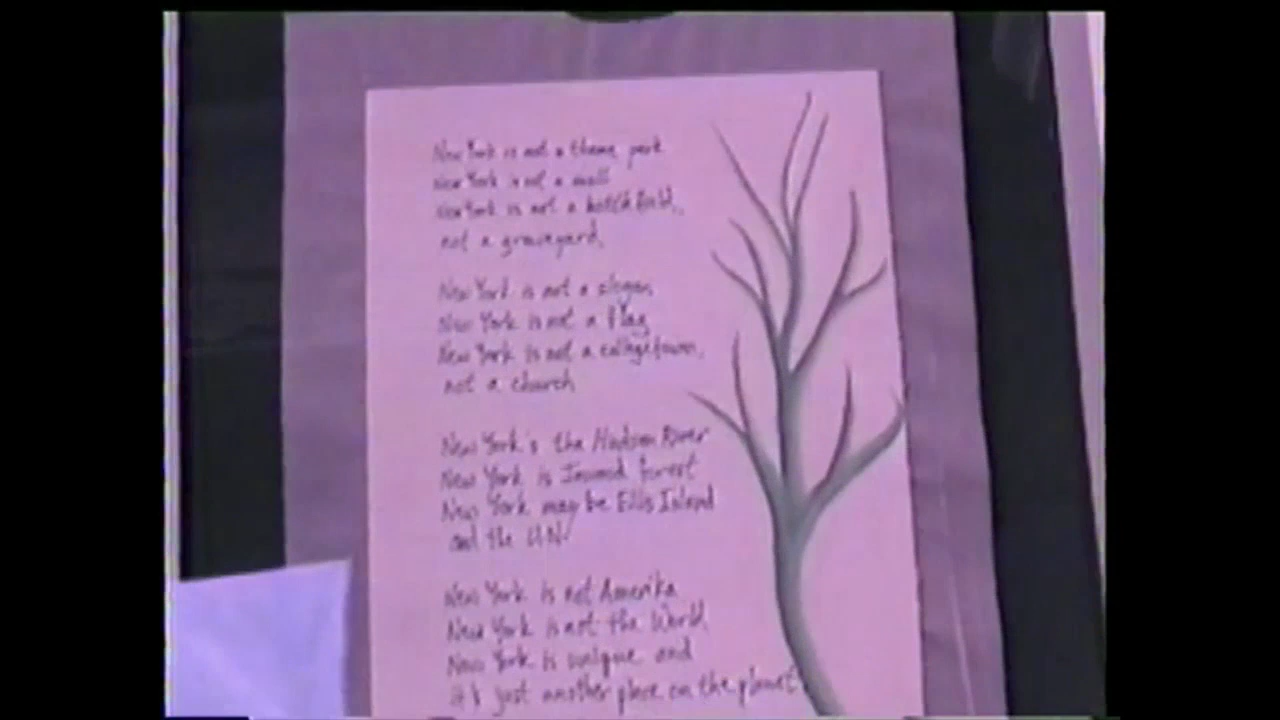 New York is not a theme park
New York is not a mall
New York is not a battlefield,
not a graveyard,
New York is not a slogan,
New York is not a flag
New York is not a collegetown,
not a church
New York's the Hudson River
New York is Inwood forest
New York may be Ellis Island
and the U.N.
New York is not Amerika
New York is not the World
New York is unique and
it's just another place on the planet